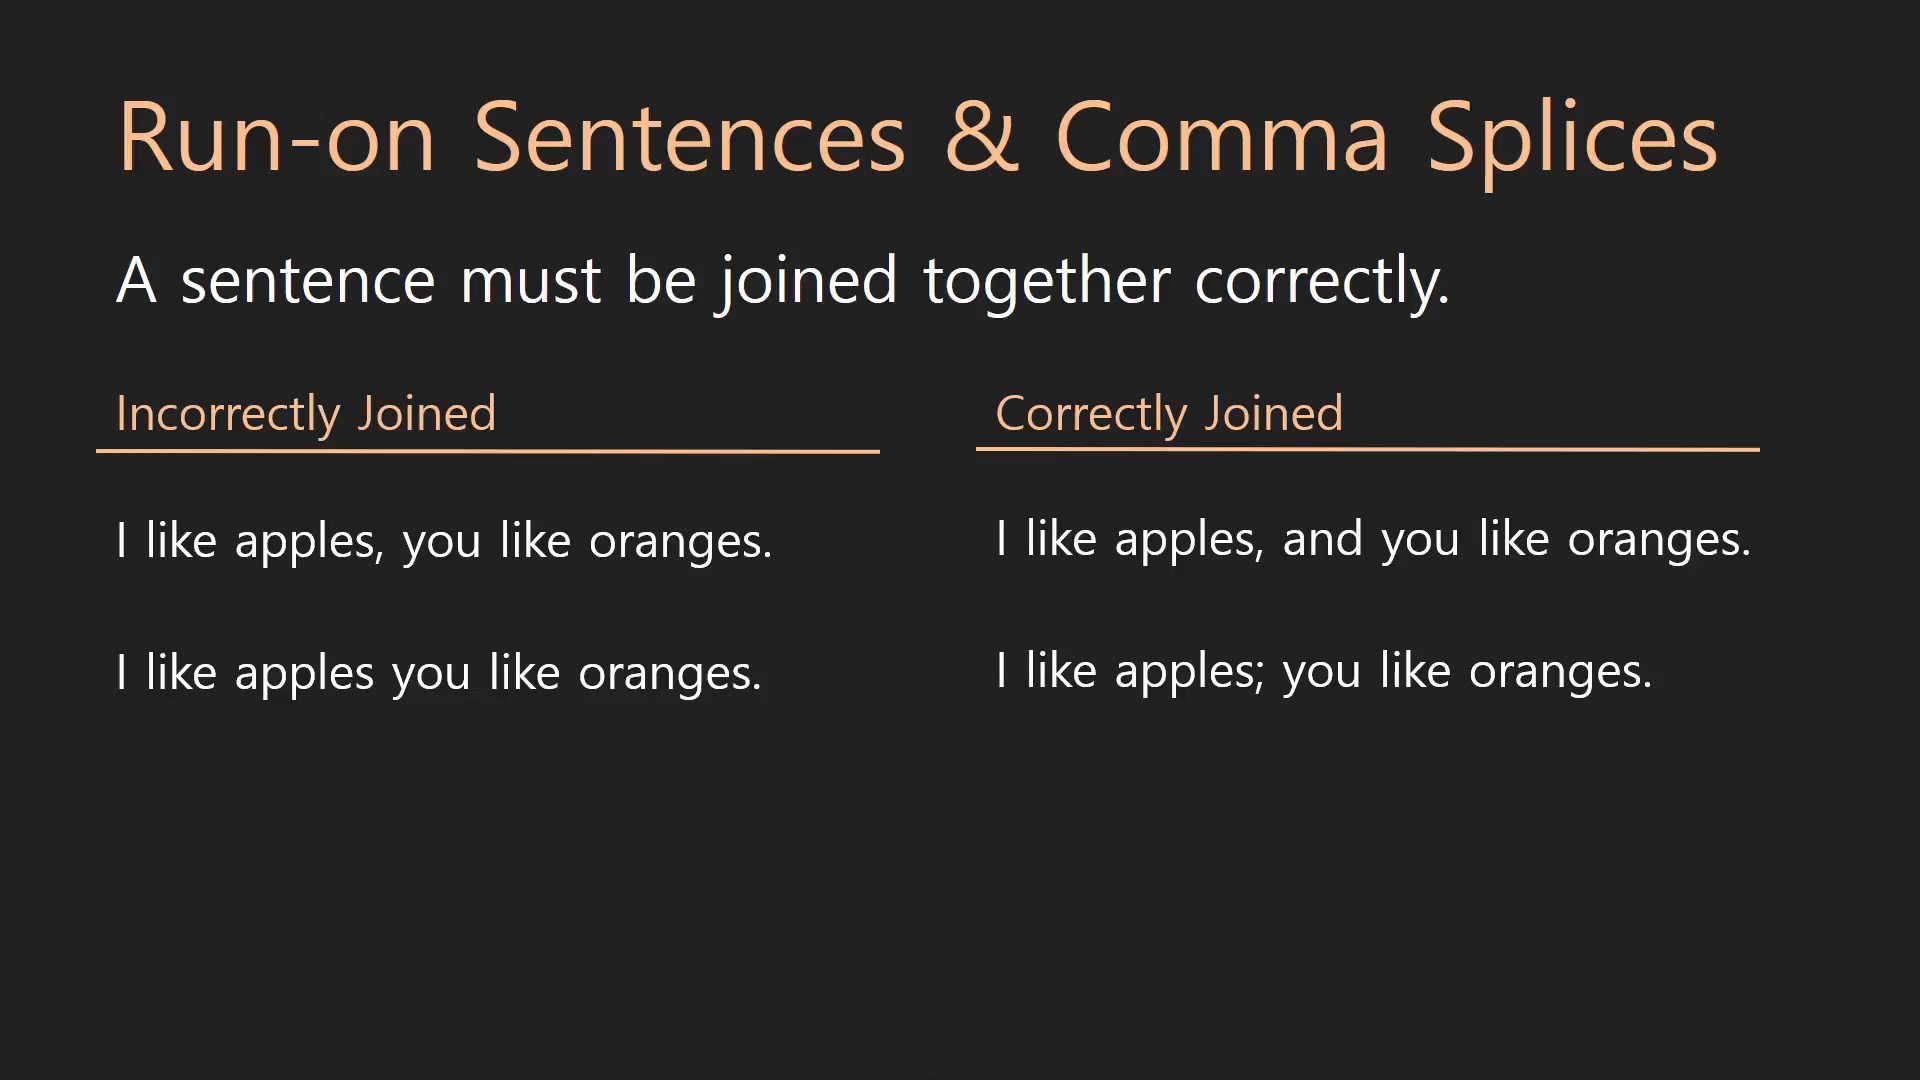 Run-on Sentences & Comma Splices
A sentence must be joined together correctly.
Incorrectly Joined
I like apples, you like oranges.
I like apples you like oranges.
Correctly Joined
I like apples, and you like oranges.
I like apples; you like oranges.